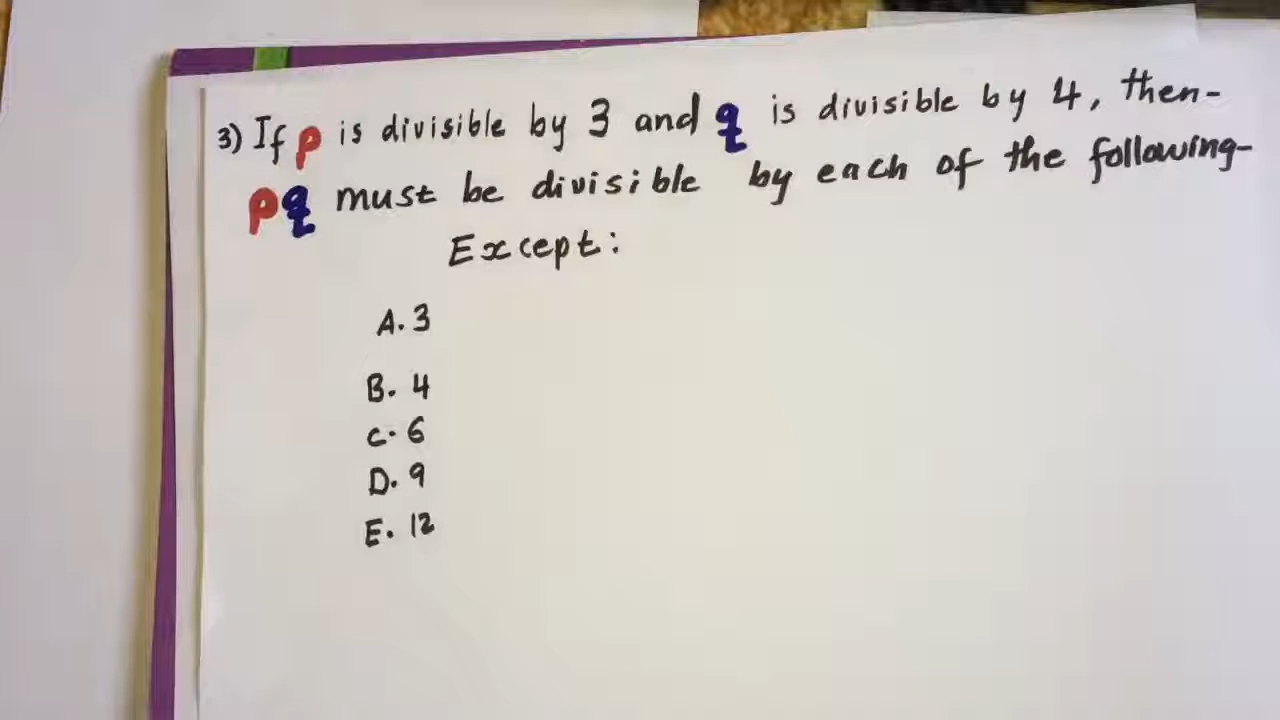 3) If p is divisible by 3 and q is divisible by 4, then-
pq must be divisible by each of the following-
Except:
A. 3
B. 4
C. 6
D. 9
E. 12